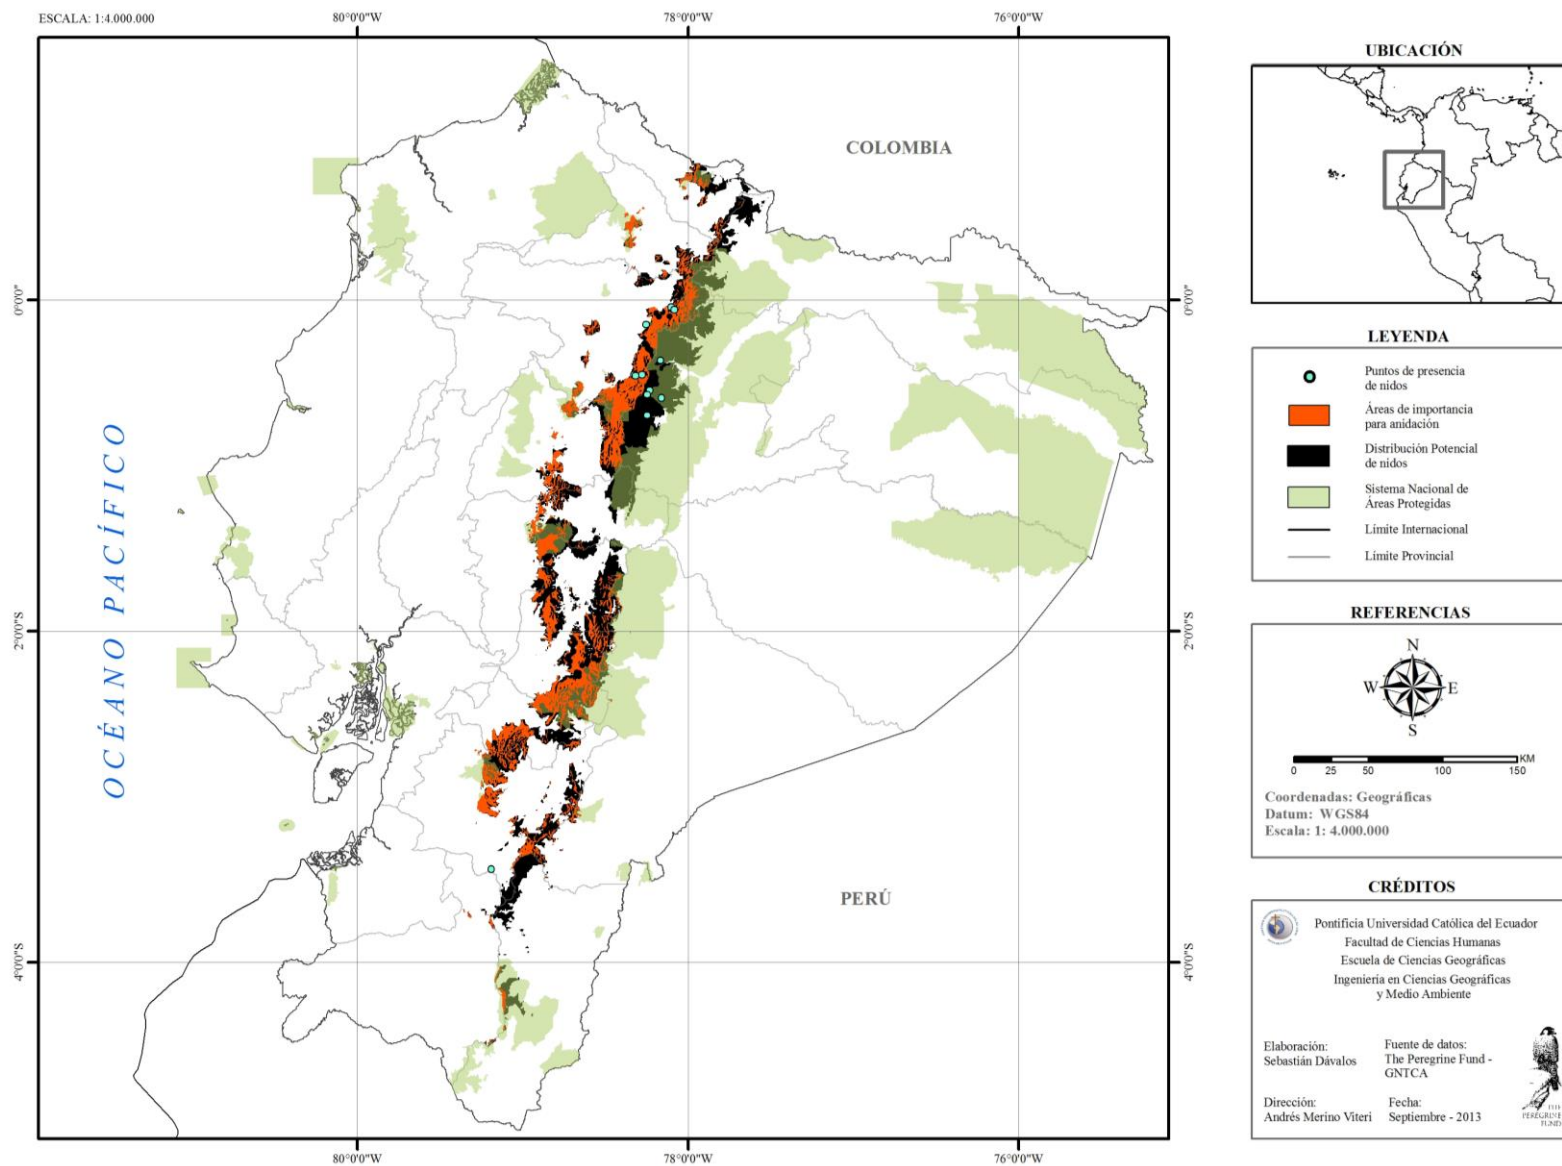 ESCALA: 1:4.000.000
80°0'0"W
78°0'0"W
76°0'0"W
0°0'0"
2°0'0"S
4°0'0"S
0°0'0"
2°0'0"S
4°0'0"S
80°0'0"W
78°0'0"W
76°0'0"W
OCÉANO PACÍFICO
COLOMBIA
PERÚ
UBICACIÓN
LEYENDA
Puntos de presencia
de nidos
Áreas de importancia
para anidación
Distribución Potencial
de nidos
Sistema Nacional de
Áreas Protegidas
Límite Internacional
Límite Provincial
REFERENCIAS
N
W E
S
0 25 50 100 150 KM
Coordenadas: Geográficas
Datum: WGS84
Escala: 1: 4.000.000
CRÉDITOS
Pontificia Universidad Católica del Ecuador
Facultad de Ciencias Humanas
Escuela de Ciencias Geográficas
Ingeniería en Ciencias Geográficas
y Medio Ambiente
Elaboración:
Sebastián Dávalos
Fuente de datos:
The Peregrine Fund -
GNTCA
Dirección:
Andrés Merino Viteri
Fecha:
Septiembre - 2013
THE
PEREGRINE
FUND